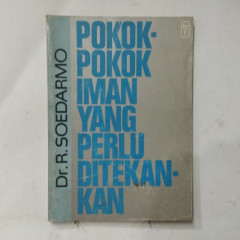 POKOK-
POKOK
IMAN
YANG
PERLU
DITEKAN-
KAN
Dr. R. SOEDARMO